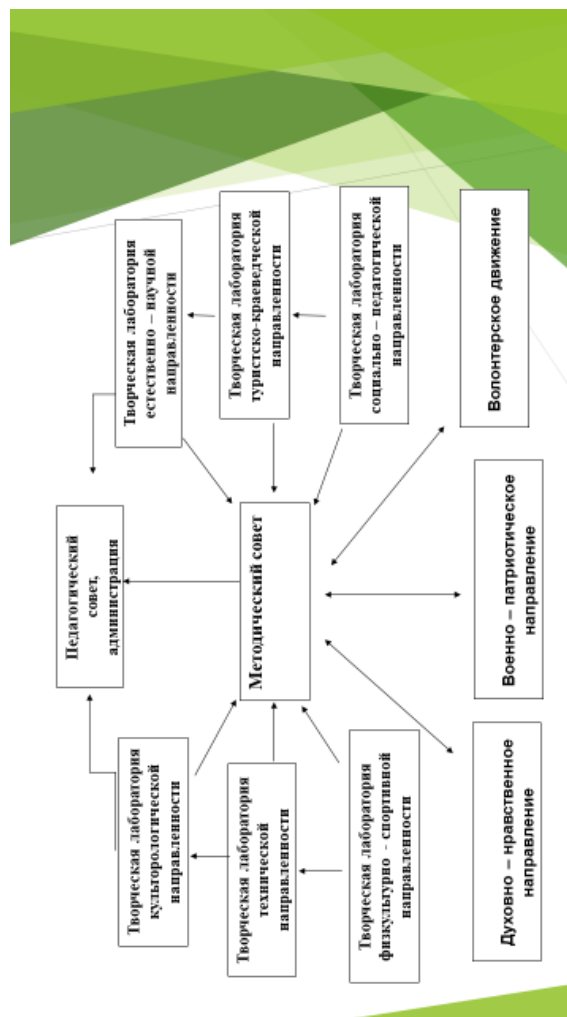 Педагогический
совет,
администрация
Творческая лаборатория
культорологической
направленности
Творческая лаборатория
естественно – научной
направленности
Творческая лаборатория
технической
направленности
Методический совет
Творческая лаборатория
туристско-краеведческой
направленности
Творческая лаборатория
физкультурно - спортивной
направленности
Творческая лаборатория
социально – педагогической
направленности
Духовно – нравственное
направление
Военно – патриотическое
направление
Волонтерское движение